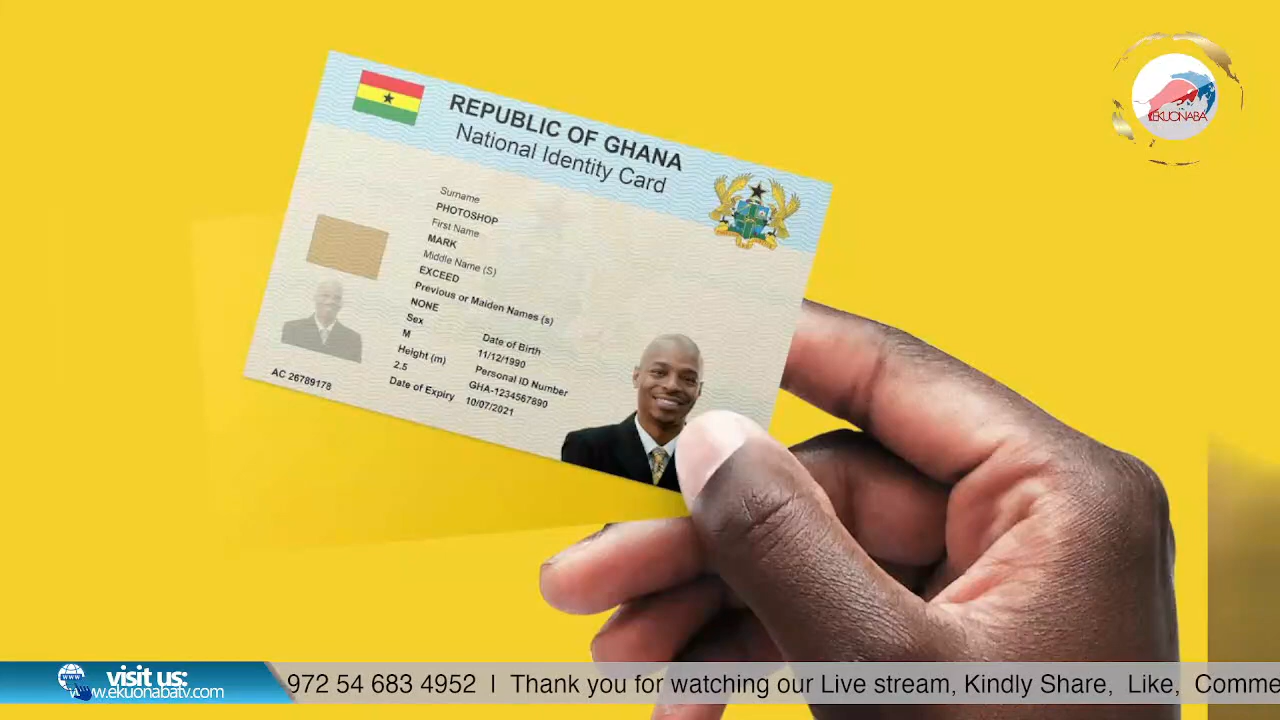 REPUBLIC OF GHANA
National Identity Card
Surname
PHOTOSHOP
First Name
MARK
Middle Name (S)
EXCEED
Previous or Maiden Names (s)
NONE
Sex
M
Height (m)
2.5
Date of Birth
11/12/1990
Personal ID Number
GHA-1234567890
Date of Expiry
10/07/2021
AC 26789178
EKUONABA
visit us:
w.ekuonabatv.com
972 54 683 4952 I Thank you for watching our Live stream, Kindly Share, Like, Comme